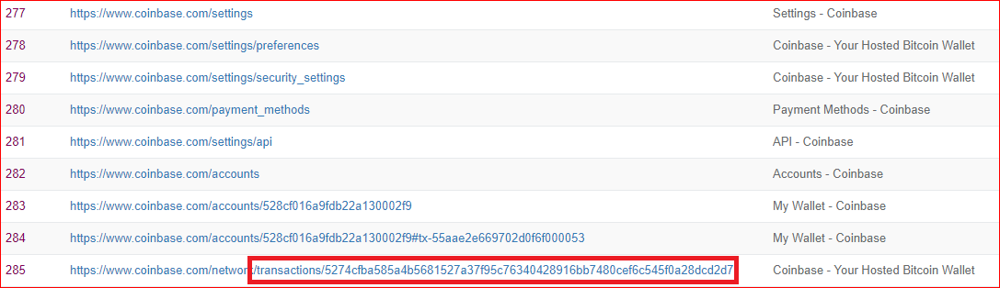 277 https://www.coinbase.com/settings Settings - Coinbase
278 https://www.coinbase.com/settings/preferences Coinbase - Your Hosted Bitcoin Wallet
279 https://www.coinbase.com/settings/security_settings Coinbase - Your Hosted Bitcoin Wallet
280 https://www.coinbase.com/payment_methods Payment Methods - Coinbase
281 https://www.coinbase.com/settings/api API - Coinbase
282 https://www.coinbase.com/accounts Accounts - Coinbase
283 https://www.coinbase.com/accounts/528cf016a9fdb22a130002f9 My Wallet - Coinbase
284 https://www.coinbase.com/accounts/528cf016a9fdb22a130002f9#tx-55aae2e669702d0f6f000053 My Wallet - Coinbase
285 https://www.coinbase.com/network/transactions/5274cfba585a4b5681527a37f95c76340428916bb7480cef6c545f0a28dcd2d7 Coinbase - Your Hosted Bitcoin Wallet